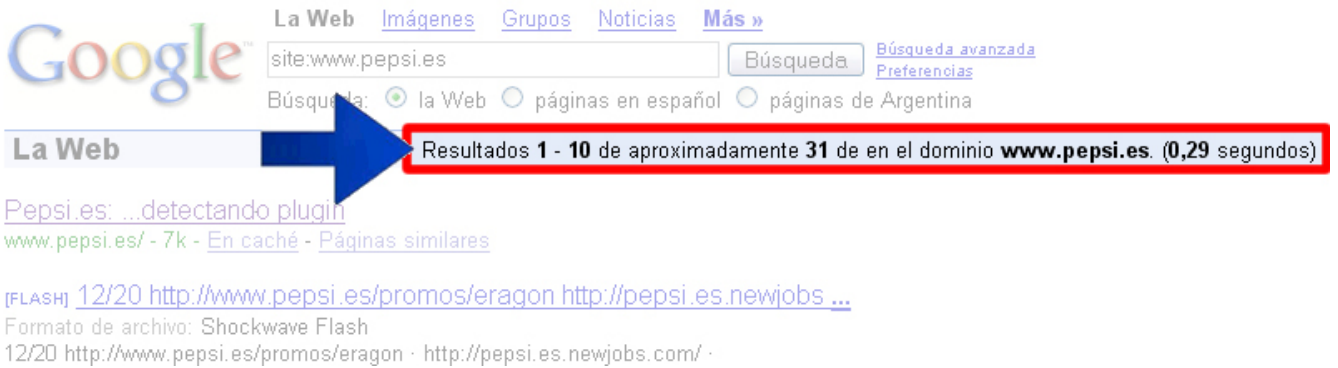 Google™ La Web Imágenes Grupos Noticias Más »
site:www.pepsi.es Búsqueda Búsqueda avanzada
Preferencias
Búsqueda: la Web páginas en español páginas de Argentina
La Web Resultados 1 - 10 de aproximadamente 31 de en el dominio www.pepsi.es. (0,29 segundos)
Pepsi.es: ...detectando plugin
www.pepsi.es/ - 7k - En caché - Páginas similares
[FLASH] 12/20 http://www.pepsi.es/promos/eragon http://pepsi.es.newjobs ...
Formato de archivo: Shockwave Flash
12/20 http://www.pepsi.es/promos/eragon · http://pepsi.es.newjobs.com/ ·